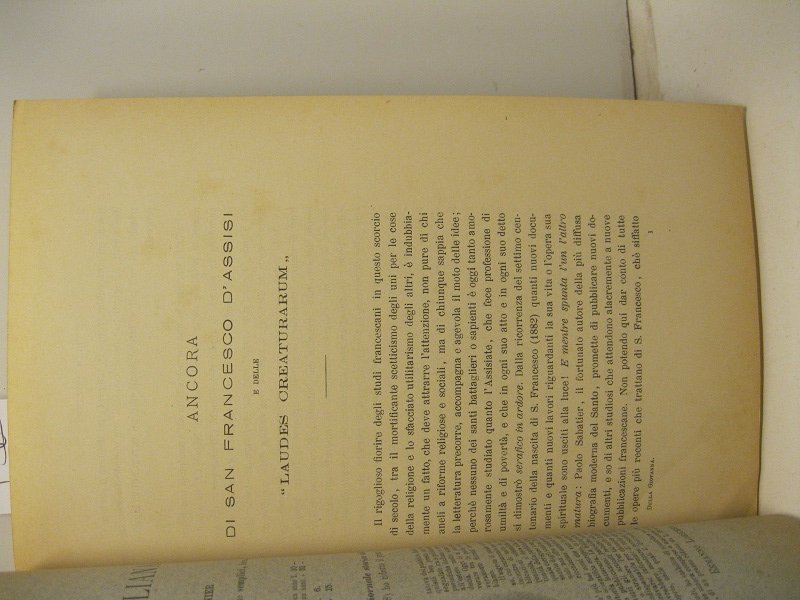 ANCORA
DI SAN FRANCESCO D'ASSISI
E DELLE
“LAUDES CREATURARUM„
Il rigoglioso fiorire degli studi francescani in questo scorcio
di secolo, tra il mortificante scetticismo degli uni per le cose
della religione e lo sfacciato utilitarismo degli altri, è indubbia-
mente un fatto, che deve attrarre l'attenzione, non pure di chi
aneli a riforme religiose e sociali, ma di chiunque sappia che
la letteratura precorre, accompagna e agevola il moto delle idee;
perchè nessuno dei santi battaglieri o sapienti è oggi tanto amo-
rosamente studiato quanto l'Assisiate, che fece professione di
umiltà e di povertà, e che in ogni suo atto e in ogni suo detto
si dimostrò serafico in ardore. Dalla ricorrenza del settimo cen-
tenario della nascita di S. Francesco (1882) quanti nuovi docu-
menti e quanti nuovi lavori riguardanti la sua vita o l'opera sua
spirituale sono usciti alla luce! E mentre spunta l'un l'altro
matura: Paolo Sabatier, il fortunato autore della più diffusa
biografia moderna del Santo, promette di pubblicare nuovi do-
cumenti, e so di altri studiosi che attendono alacremente a nuove
pubblicazioni francescane. Non potendo qui dar conto di tutte
le opere più recenti che trattano di S. Francesco, chè siffatto
DELLA GIOVANNA.
1